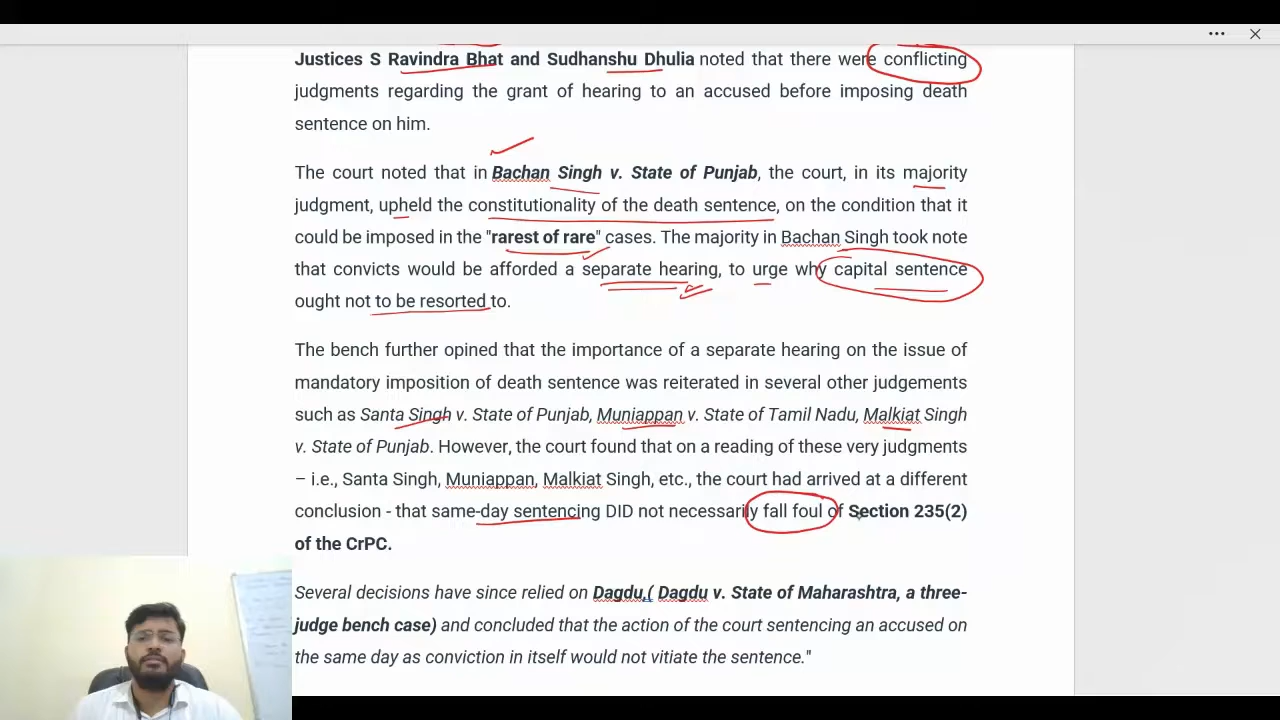 Justices S Ravindra Bhat and Sudhanshu Dhulia noted that there were conflicting
judgments regarding the grant of hearing to an accused before imposing death
sentence on him.
The court noted that in Bachan Singh v. State of Punjab, the court, in its majority
judgment, upheld the constitutionality of the death sentence, on the condition that it
could be imposed in the "rarest of rare" cases. The majority in Bachan Singh took note
that convicts would be afforded a separate hearing, to urge why capital sentence
ought not to be resorted to.
The bench further opined that the importance of a separate hearing on the issue of
mandatory imposition of death sentence was reiterated in several other judgements
such as Santa Singh v. State of Punjab, Muniappan v. State of Tamil Nadu, Malkiat Singh
v. State of Punjab. However, the court found that on a reading of these very judgments
– i.e., Santa Singh, Muniappan, Malkiat Singh, etc., the court had arrived at a different
conclusion - that same-day sentencing DID not necessarily fall foul of Section 235(2)
of the CrPC.
Several decisions have since relied on Dagdu,( Dagdu v. State of Maharashtra, a three-
judge bench case) and concluded that the action of the court sentencing an accused on
the same day as conviction in itself would not vitiate the sentence."